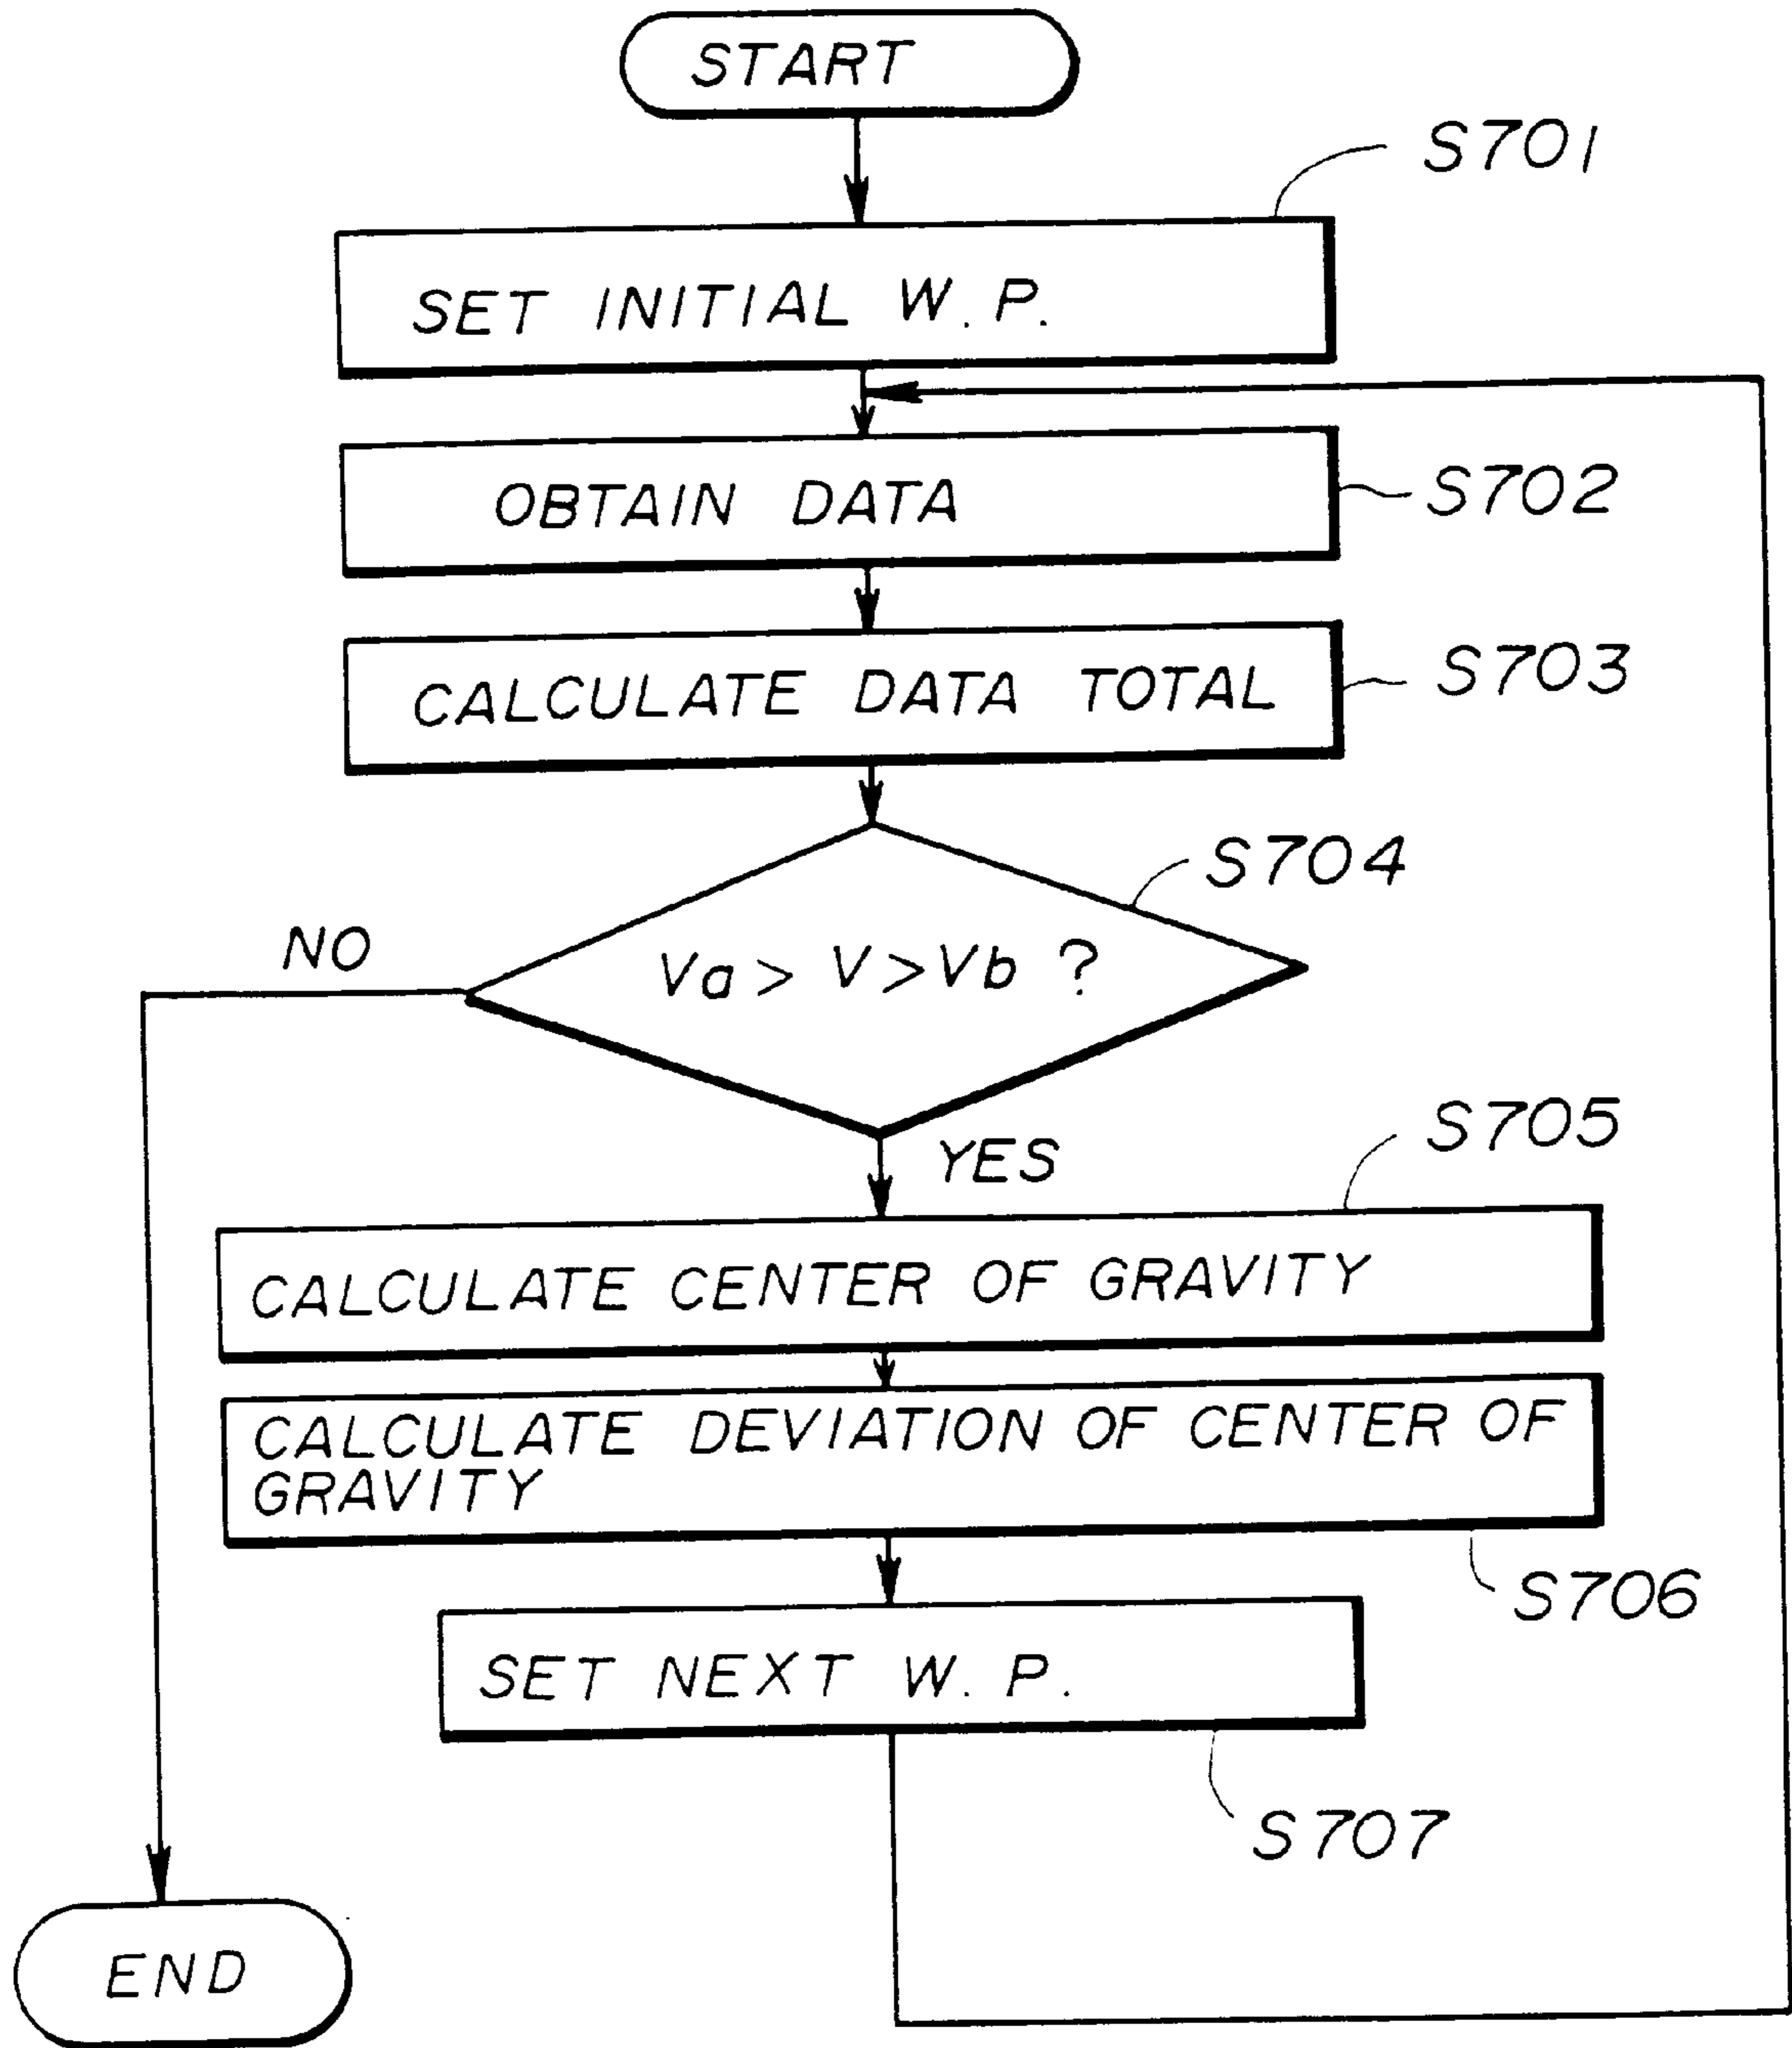 START
S701
SET INITIAL W. P.
OBTAIN DATA
S702
CALCULATE DATA TOTAL
S703
S704
NO
Va > V > Vb ?
YES
S705
CALCULATE CENTER OF GRAVITY
CALCULATE DEVIATION OF CENTER OF
GRAVITY
S706
SET NEXT W. P.
S707
END